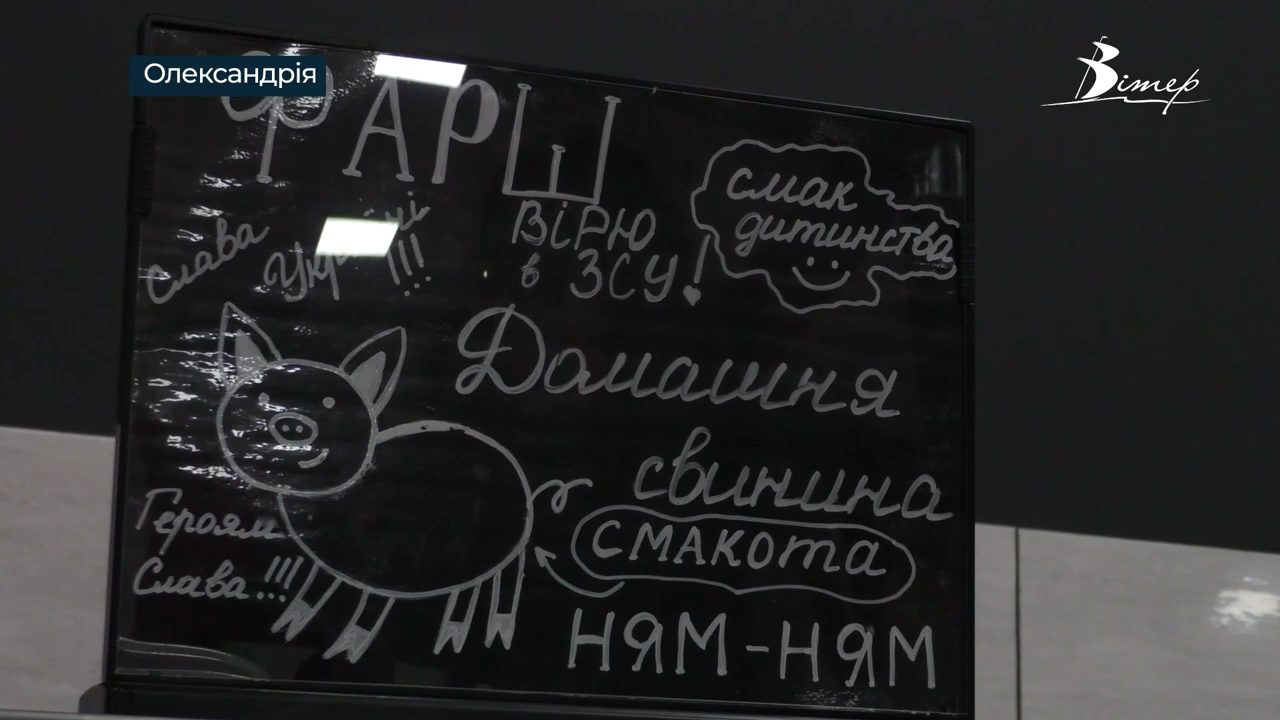 Олександрія
Вітер
ФАРШ
смак
дитинства
Слава
Україні
!!!
Вірю
в ЗСУ!
Домашня
свинина
Героям
Слава!!!
СМАКота
НЯМ-НЯМ